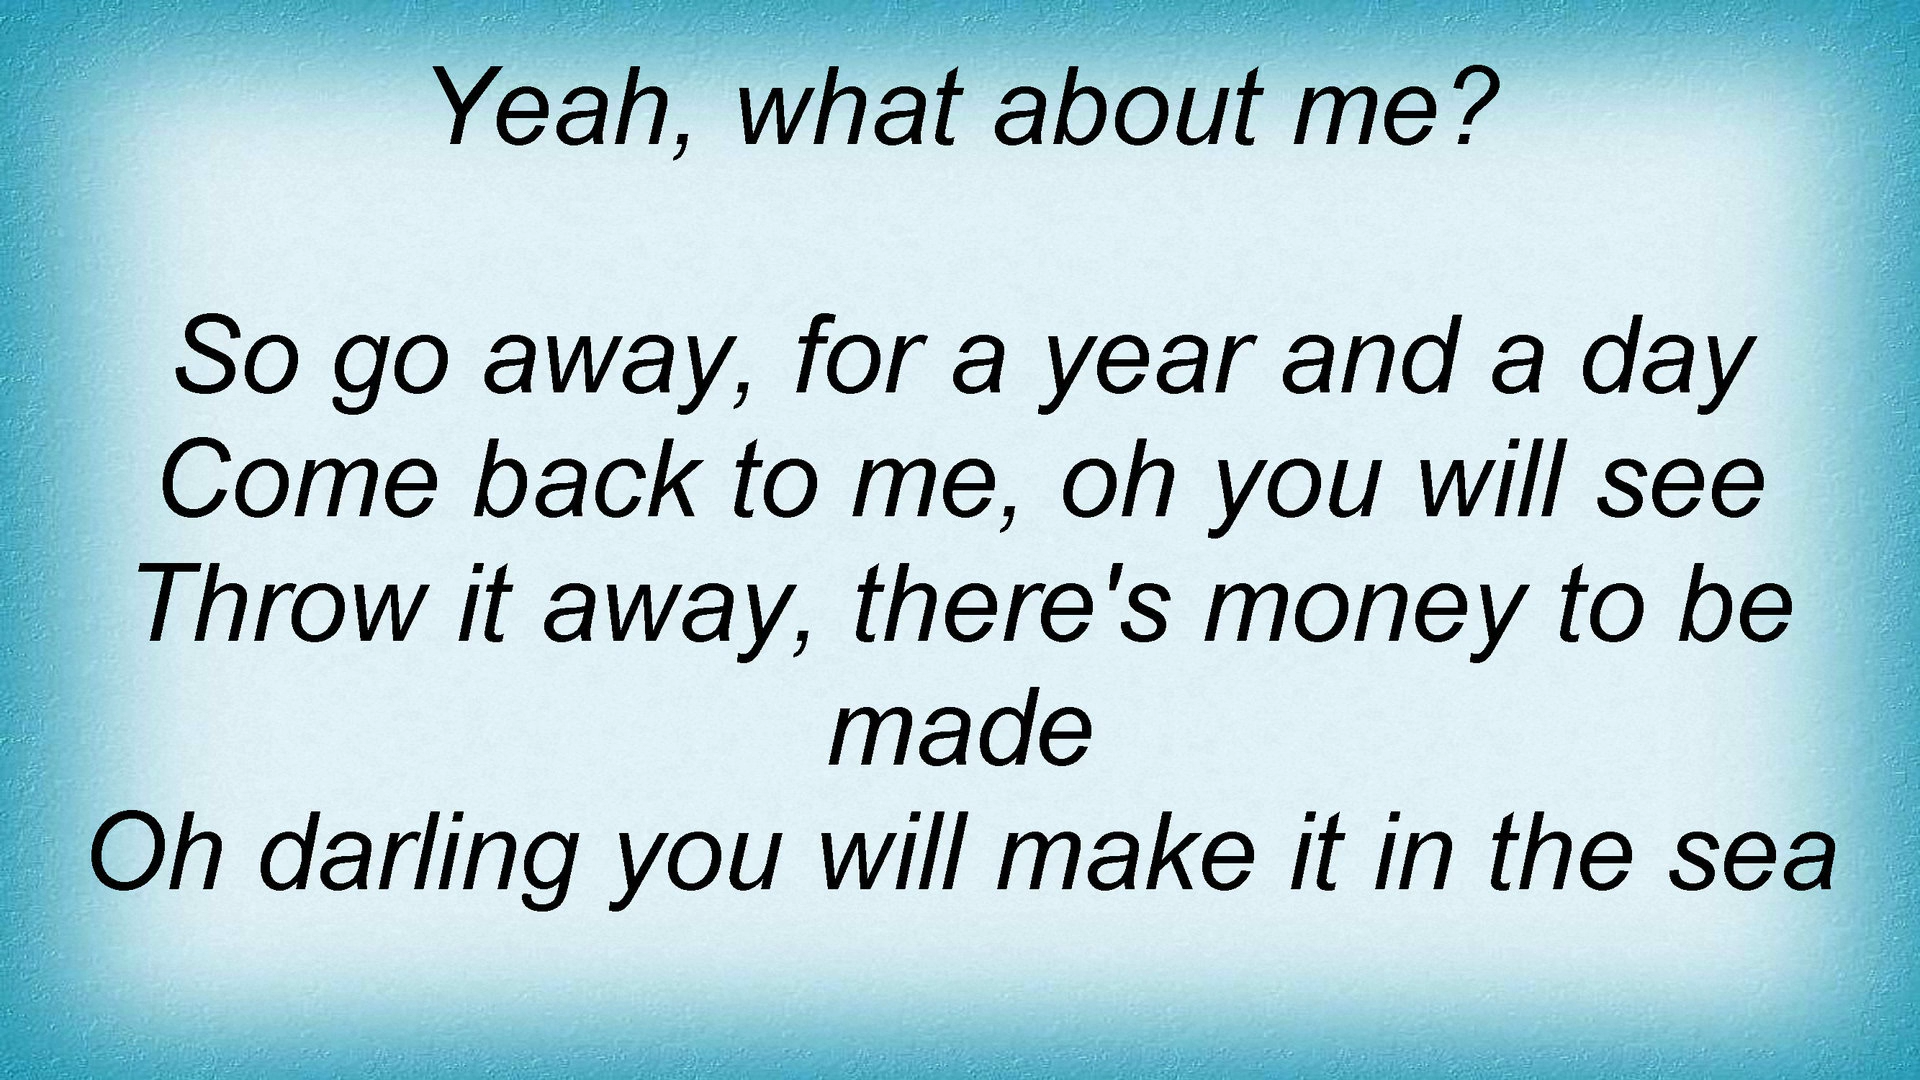 Yeah, what about me?
So go away, for a year and a day
Come back to me, oh you will see
Throw it away, there's money to be
made
Oh darling you will make it in the sea